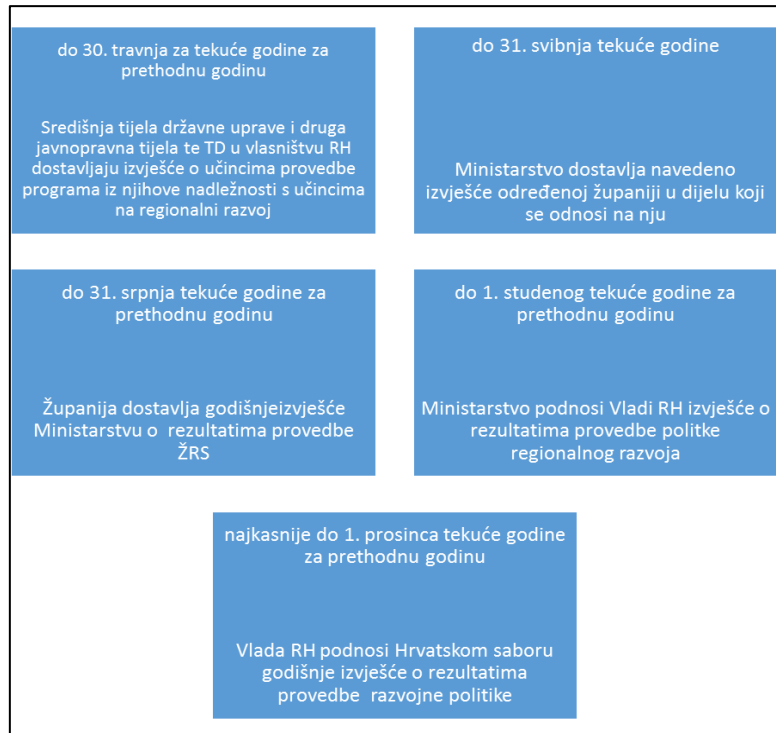 do 30. travnja za tekuće godine za
prethodnu godinu
Središnja tijela državne uprave i druga
javnopravna tijela te TD u vlasništvu RH
dostavljaju izvješće o učincima provedbe
programa iz njihove nadležnosti s učincima
na regionalni razvoj
do 31. svibnja tekuće godine
Ministarstvo dostavlja navedeno
izvješće određenoj županiji u dijelu koji
se odnosi na nju
do 31. srpnja tekuće godine za
prethodnu godinu
Županija dostavlja godišnjeizvješće
Ministarstvu o rezultatima provedbe
ŽRS
do 1. studenog tekuće godine za
prethodnu godinu
Ministarstvo podnosi Vladi RH izvješće o
rezultatima provedbe politke
regionalnog razvoja
najkasnije do 1. prosinca tekuće godine
za prethodnu godinu
Vlada RH podnosi Hrvatskom saboru
godišnje izvješće o rezultatima
provedbe razvojne politike